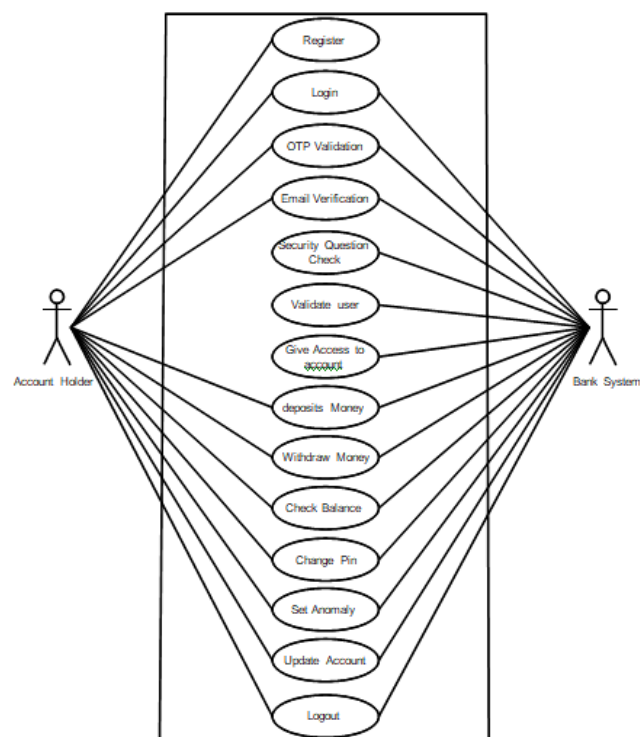 Register
Login
OTP Validation
Email Verification
Security Question
Check
Validate user
Give Access to
account
deposits Money
Withdraw Money
Check Balance
Change Pin
Set Anomaly
Update Account
Logout
Account Holder
Bank System